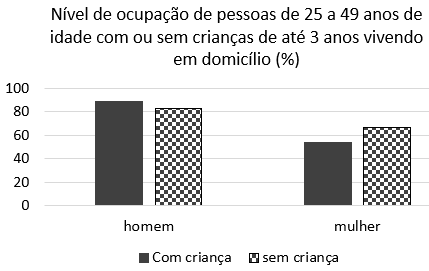 Nível de ocupação de pessoas de 25 a 49 anos de
idade com ou sem crianças de até 3 anos vivendo
em domicílio (%)
100
80
60
40
20
0
homem mulher
Com criança sem criança